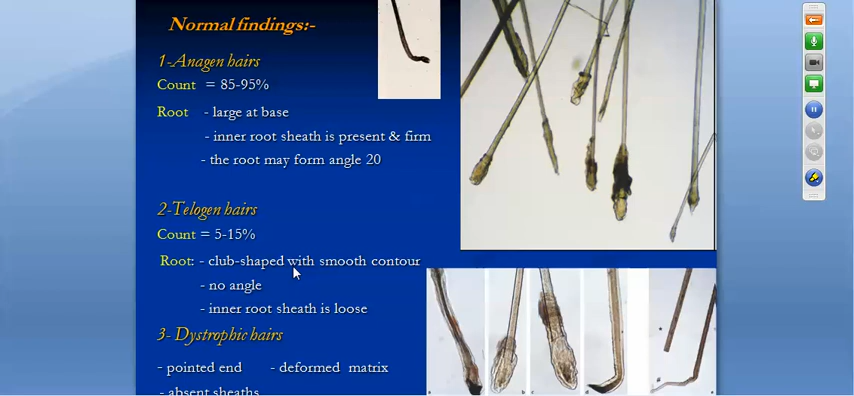 Normal findings:-
1-Anagen hairs
Count = 85-95%
Root - large at base
- inner root sheath is present & firm
- the root may form angle 20
2-Telogen hairs
Count = 5-15%
Root: - club-shaped with smooth contour
- no angle
- inner root sheath is loose
3- Dystrophic hairs
- pointed end - deformed matrix
- absent sheaths